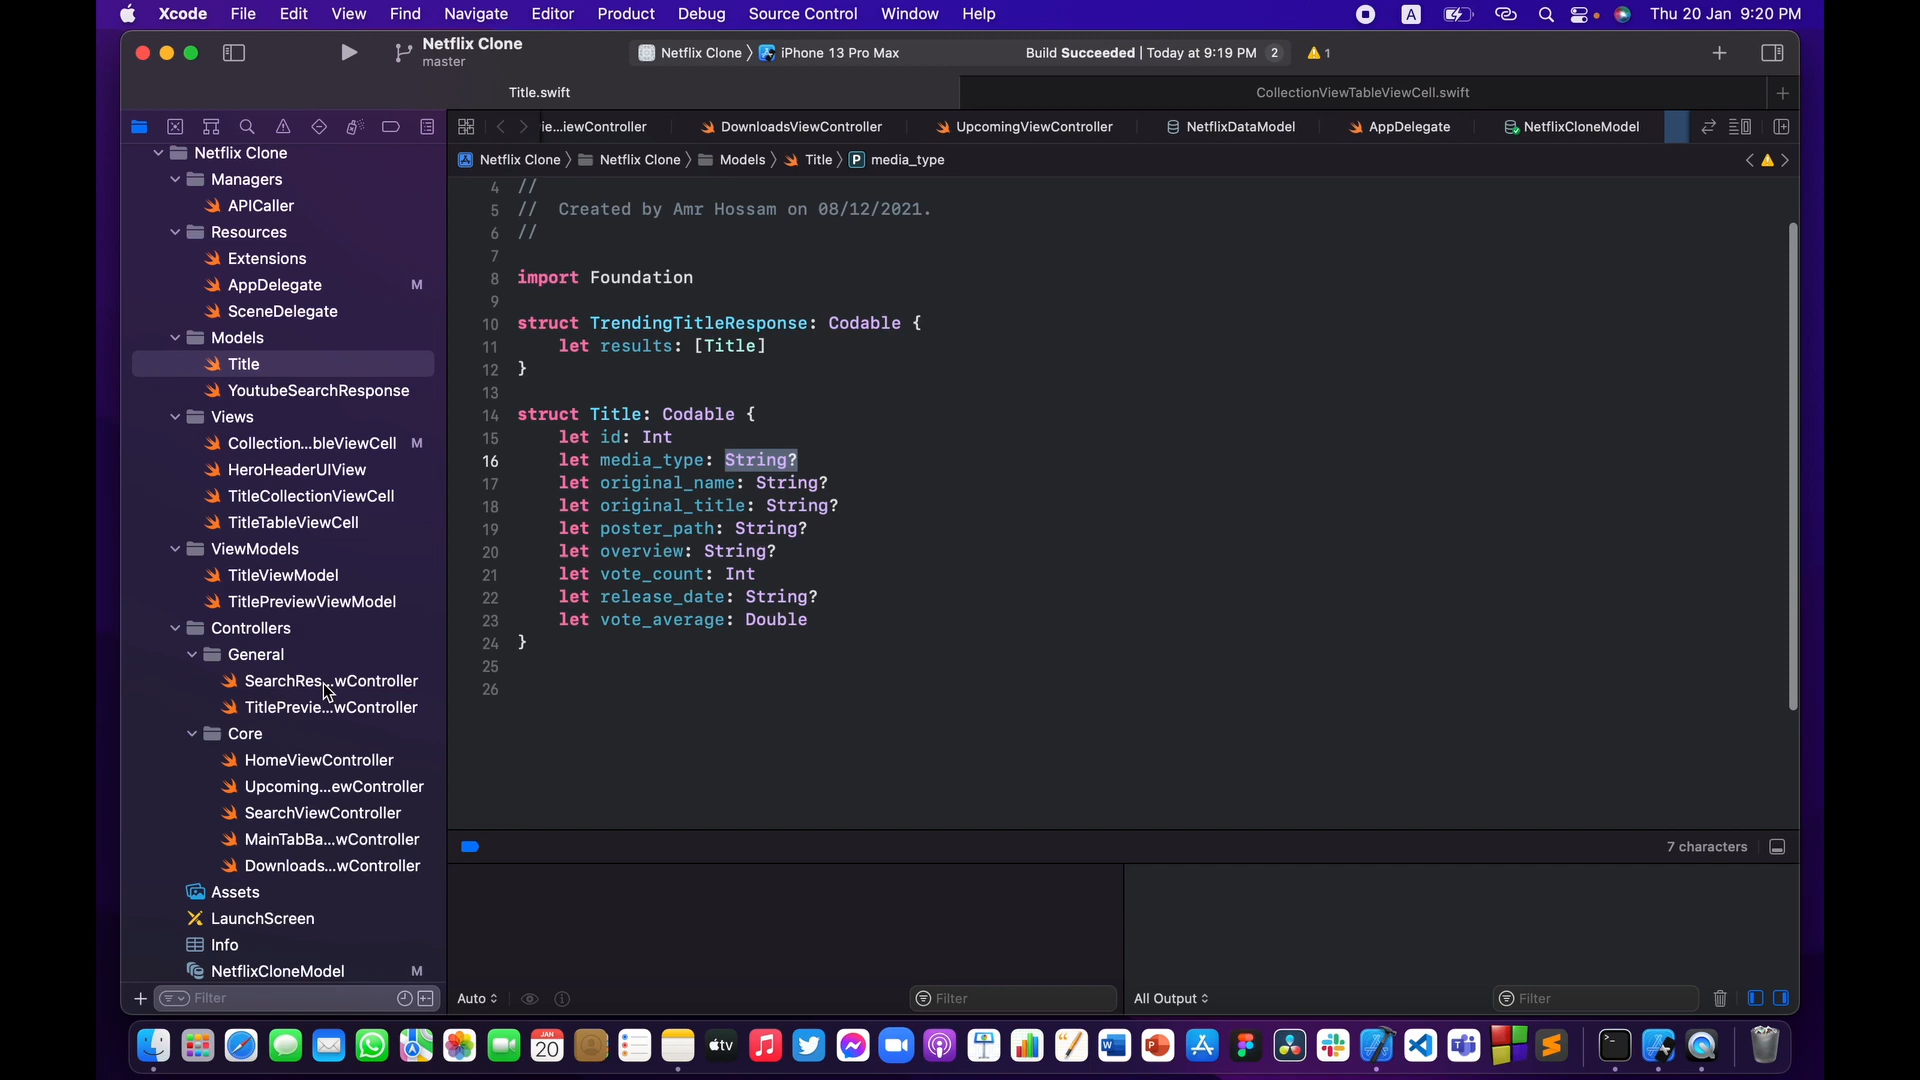 Xcode File Edit View Find Navigate Editor Product Debug Source Control Window Help A Thu 20 Jan 9:20 PM
Netflix Clone
master
Netflix Clone 〉 iPhone 13 Pro Max Build Succeeded | Today at 9:19 PM 2 1
Title.swift CollectionViewTableViewCell.swift
ie...iewController DownloadsViewController UpcomingViewController NetflixDataModel AppDelegate NetflixCloneModel
Netflix Clone 〉 Netflix Clone 〉 Models 〉 Title 〉 P media_type
Netflix Clone
Managers
APICaller
Resources
Extensions
AppDelegate M
SceneDelegate
Models
Title
YoutubeSearchResponse
Views
Collection...bleViewCell M
HeroHeaderUIView
TitleCollectionViewCell
TitleTableViewCell
ViewModels
TitleViewModel
TitlePreviewViewModel
Controllers
General
SearchRes...wController
TitlePrevie...wController
Core
HomeViewController
Upcoming...ewController
SearchViewController
MainTabBa...wController
Downloads...wController
Assets
LaunchScreen
Info
NetflixCloneModel M
Filter
4 //
5 // Created by Amr Hossam on 08/12/2021.
6 //
7
8 import Foundation
9
10 struct TrendingTitleResponse: Codable {
11 let results: [Title]
12 }
13
14 struct Title: Codable {
15 let id: Int
16 let media_type: String?
17 let original_name: String?
18 let original_title: String?
19 let poster_path: String?
20 let overview: String?
21 let vote_count: Int
22 let release_date: String?
23 let vote_average: Double
24 }
25
26
7 characters
Auto Filter All Output Filter
JAN
20
tv